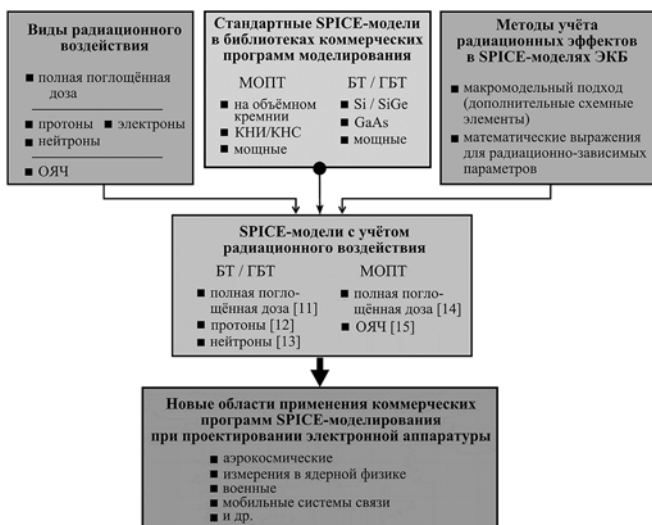 Виды радиационного
воздействия
■ полная поглощённая
доза
■ протоны ■ электроны
■ нейтроны
■ ОЯЧ
Стандартные SPICE-модели
в библиотеках коммерческих
программ моделирования
МОПТ
■ на объёмном
кремнии
■ КНИ/КНС
■ мощные
БТ / ГБТ
■ Si / SiGe
■ GaAs
■ мощные
Методы учёта
радиационных эффектов
в SPICE-моделях ЭКБ
■ макромодельный подход
(дополнительные схемные
элементы)
■ математические выражения
для радиационно-зависимых
параметров
SPICE-модели с учётом
радиационного воздействия
БТ / ГБТ
■ полная погло-
щённая доза [11]
■ протоны [12]
■ нейтроны [13]
МОПТ
■ полная погло-
щённая доза [14]
■ ОЯЧ [15]
Новые области применения коммерческих
программ SPICE-моделирования
при проектировании электронной аппаратуры
■ аэрокосмические
■ измерения в ядерной физике
■ военные
■ мобильные системы связи
■ и др.